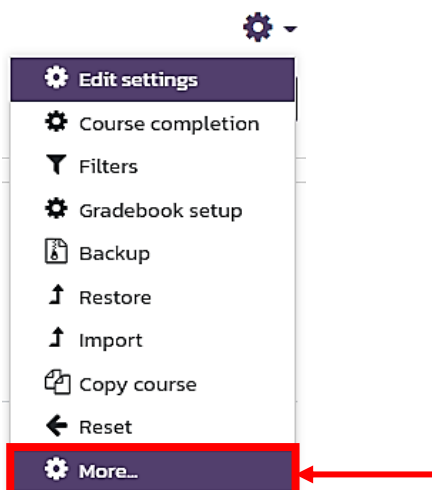 Edit settings
Course completion
Filters
Gradebook setup
Backup
Restore
Import
Copy course
Reset
More...